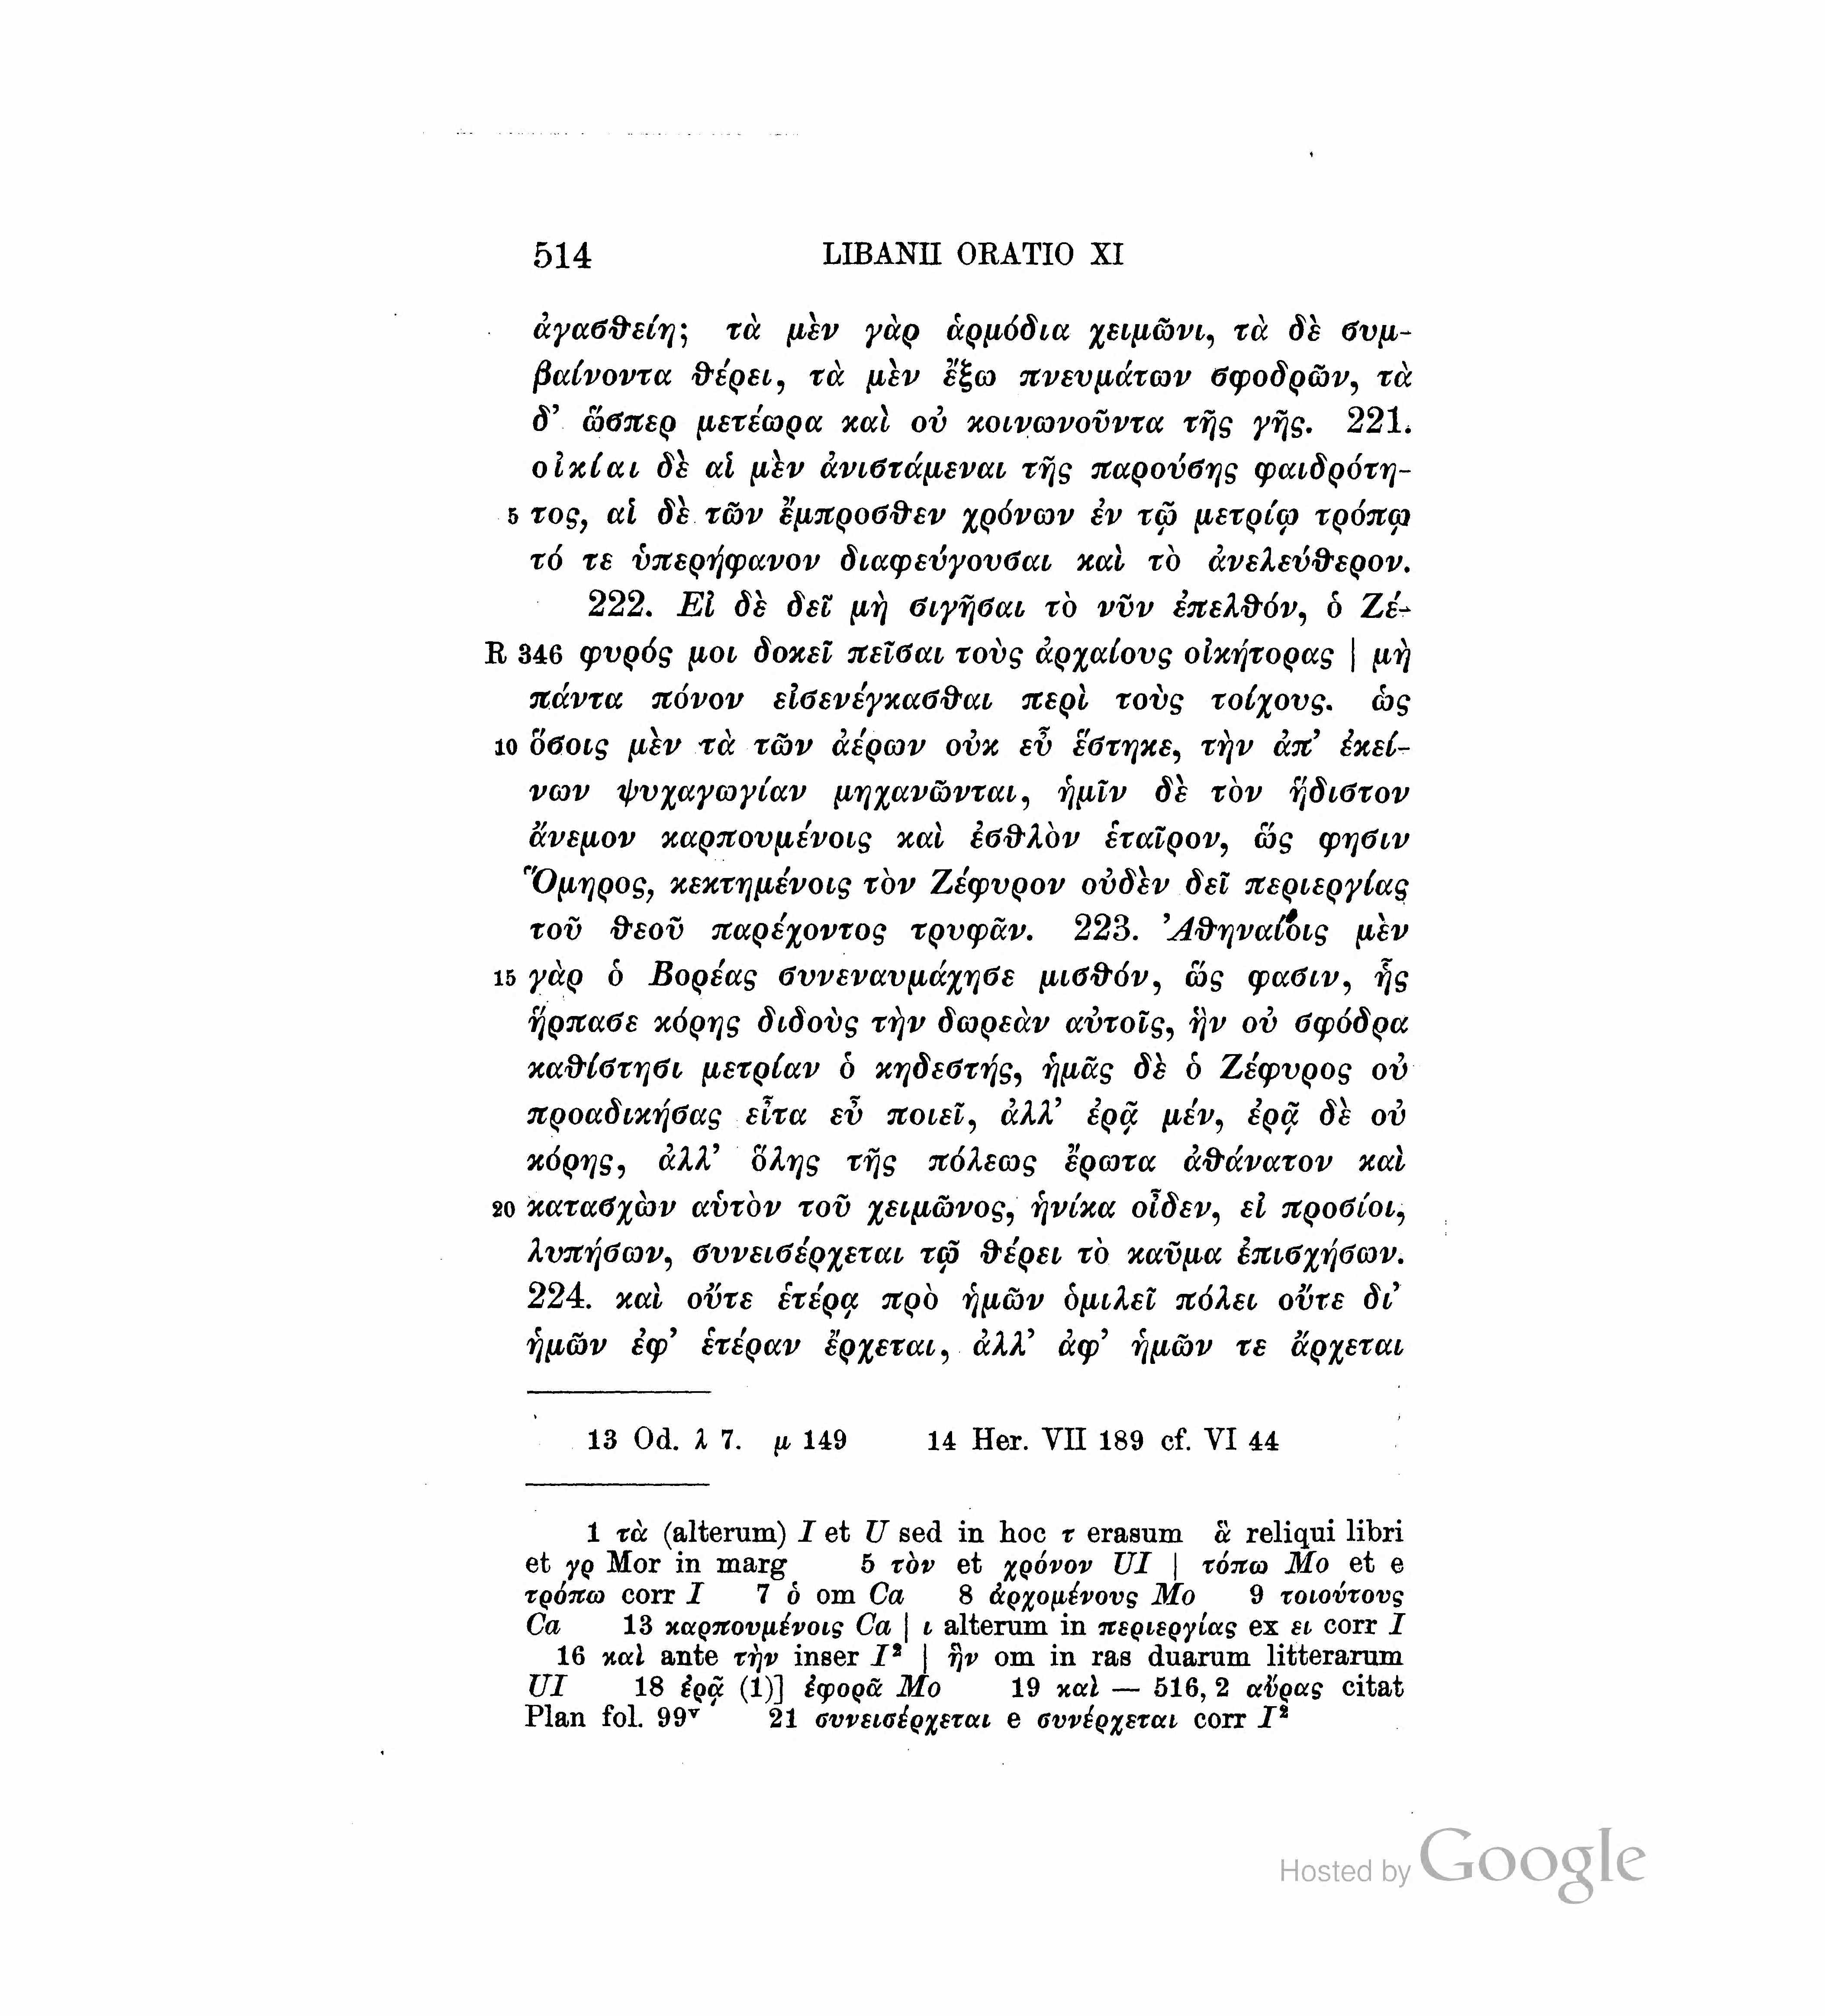 514 LIBANII ORATIO XI
ἀγασθείη; τὰ μὲν γὰρ ἁρμόδια χειμῶνι, τὰ δὲ συμ-
βαίνοντα θέρει, τὰ μὲν ἔξω πνευμάτων σφοδρῶν, τὰ
δ’ ὥσπερ μετέωρα καὶ οὐ κοινωνοῦντα τῆς γῆς. 221.
οἰκίαι δὲ αἱ μὲν ἀνιστάμεναι τῆς παρούσης φαιδρότη-
5 τος, αἱ δὲ τῶν ἔμπροσθεν χρόνων ἐν τῷ μετρίῳ τρόπῳ
τό τε ὑπερήφανον διαφεύγουσαι καὶ τὸ ἀνελεύθερον.
222. Εἰ δὲ δεῖ μὴ σιγῆσαι τὸ νῦν ἐπελθόν, ὁ Ζέ-
R 346 φυρός μοι δοκεῖ πεῖσαι τοὺς ἀρχαίους οἰκήτορας | μὴ
πάντα πόνον εἰσενέγκασθαι περὶ τοὺς τοίχους. ὡς
10 ὅσοις μὲν τὰ τῶν ἀέρων οὐκ εὖ ἕστηκε, τὴν ἀπ’ ἐκεί-
νων ψυχαγωγίαν μηχανῶνται, ἡμῖν δὲ τὸν ἥδιστον
ἄνεμον καρπουμένοις καὶ ἐσθλὸν ἑταῖρον, ὥς φησιν
Ὅμηρος, κεκτημένοις τὸν Ζέφυρον οὐδὲν δεῖ περιεργίας
τοῦ θεοῦ παρέχοντος τρυφᾶν. 223. Ἀθηναίοις μὲν
15 γὰρ ὁ Βορέας συνεναυμάχησε μισθόν, ὥς φασιν, ἧς
ἥρπασε κόρης διδοὺς τὴν δωρεὰν αὐτοῖς, ἣν οὐ σφόδρα
καθίστησι μετρίαν ὁ κηδεστής, ἡμᾶς δὲ ὁ Ζέφυρος οὐ
προαδικήσας εἶτα εὖ ποιεῖ, ἀλλ’ ἐρᾷ μέν, ἐρᾷ δὲ οὐ
κόρης, ἀλλ’ ὅλης τῆς πόλεως ἔρωτα ἀθάνατον καὶ
20 κατασχὼν αὑτὸν τοῦ χειμῶνος, ἡνίκα οἶδεν, εἰ προσίοι,
λυπήσων, συνεισέρχεται τῷ θέρει τὸ καῦμα ἐπισχήσων.
224. καὶ οὔτε ἑτέρᾳ πρὸ ἡμῶν ὁμιλεῖ πόλει οὔτε δι’
ἡμῶν ἐφ’ ἑτέραν ἔρχεται, ἀλλ’ ἀφ’ ἡμῶν τε ἄρχεται
13 Od. λ 7. μ 149 14 Her. VII 189 cf. VI 44
1 τὰ (alterum) I et U sed in hoc τ erasum ἃ reliqui libri
et γρ Mor in marg 5 τὸν et χρόνον UI | τόπω Mo et e
τρόπω corr I 7 ὁ om Ca 8 ἀρχομένους Mo 9 τοιούτους
Ca 13 καρπουμένοις Ca | ι alterum in περιεργίας ex ει corr I
16 καὶ ante τὴν inser I² | ἣν om in ras duarum litterarum
UI 18 ἐρᾷ (1)] ἐφορᾶ Mo 19 καὶ — 516, 2 αὔρας citat
Plan fol. 99ᵛ 21 συνεισέρχεται e συνέρχεται corr I²
Hosted by Google